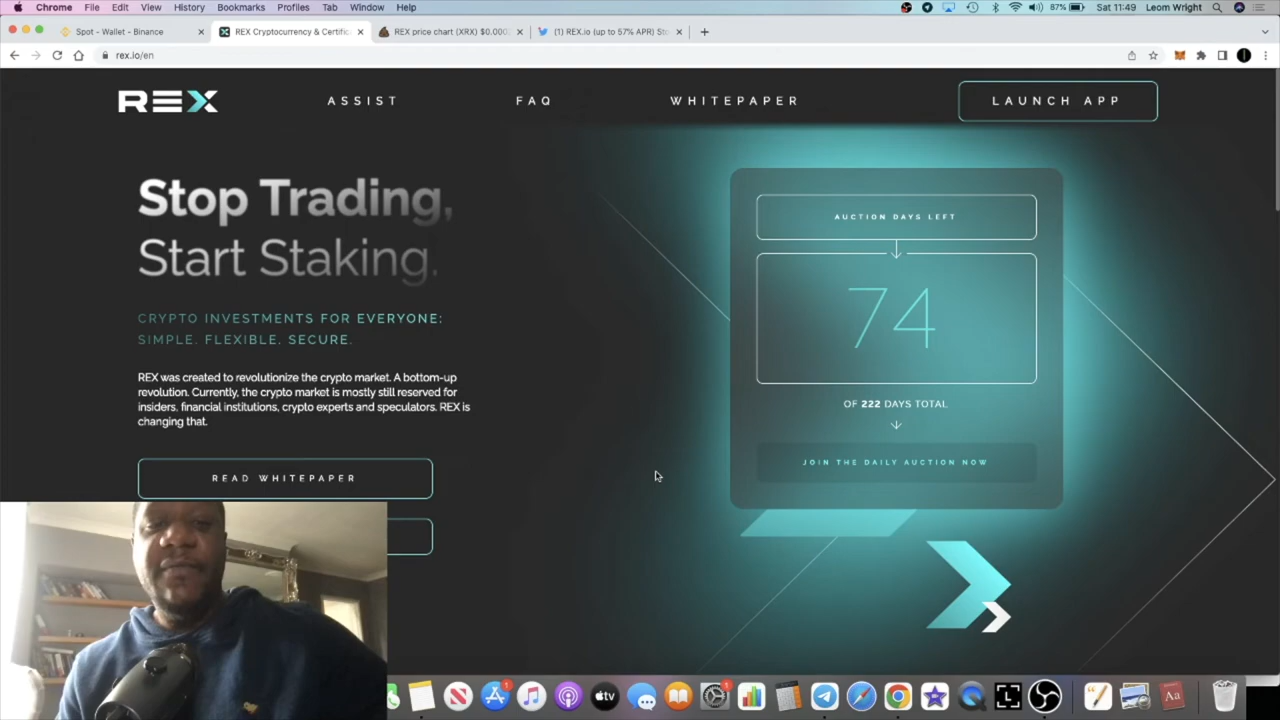 Chrome File Edit View History Bookmarks Profiles Tab Window Help 87% Sat 11:49 Leom Wright
Spot - Wallet - Binance REX Cryptocurrency & Certific REX price chart (XRX) $0.000 (1) REX.io (up to 57% APR) Sto
rex.io/en
REX ASSIST FAQ WHITEPAPER LAUNCH APP
Stop Trading,
Start Staking.
CRYPTO INVESTMENTS FOR EVERYONE:
SIMPLE. FLEXIBLE. SECURE.
REX was created to revolutionize the crypto market. A bottom-up
revolution. Currently, the crypto market is mostly still reserved for
insiders, financial institutions, crypto experts and speculators. REX is
changing that.
READ WHITEPAPER
AUCTION DAYS LEFT
74
OF 222 DAYS TOTAL
JOIN THE DAILY AUCTION NOW
tv
Aa